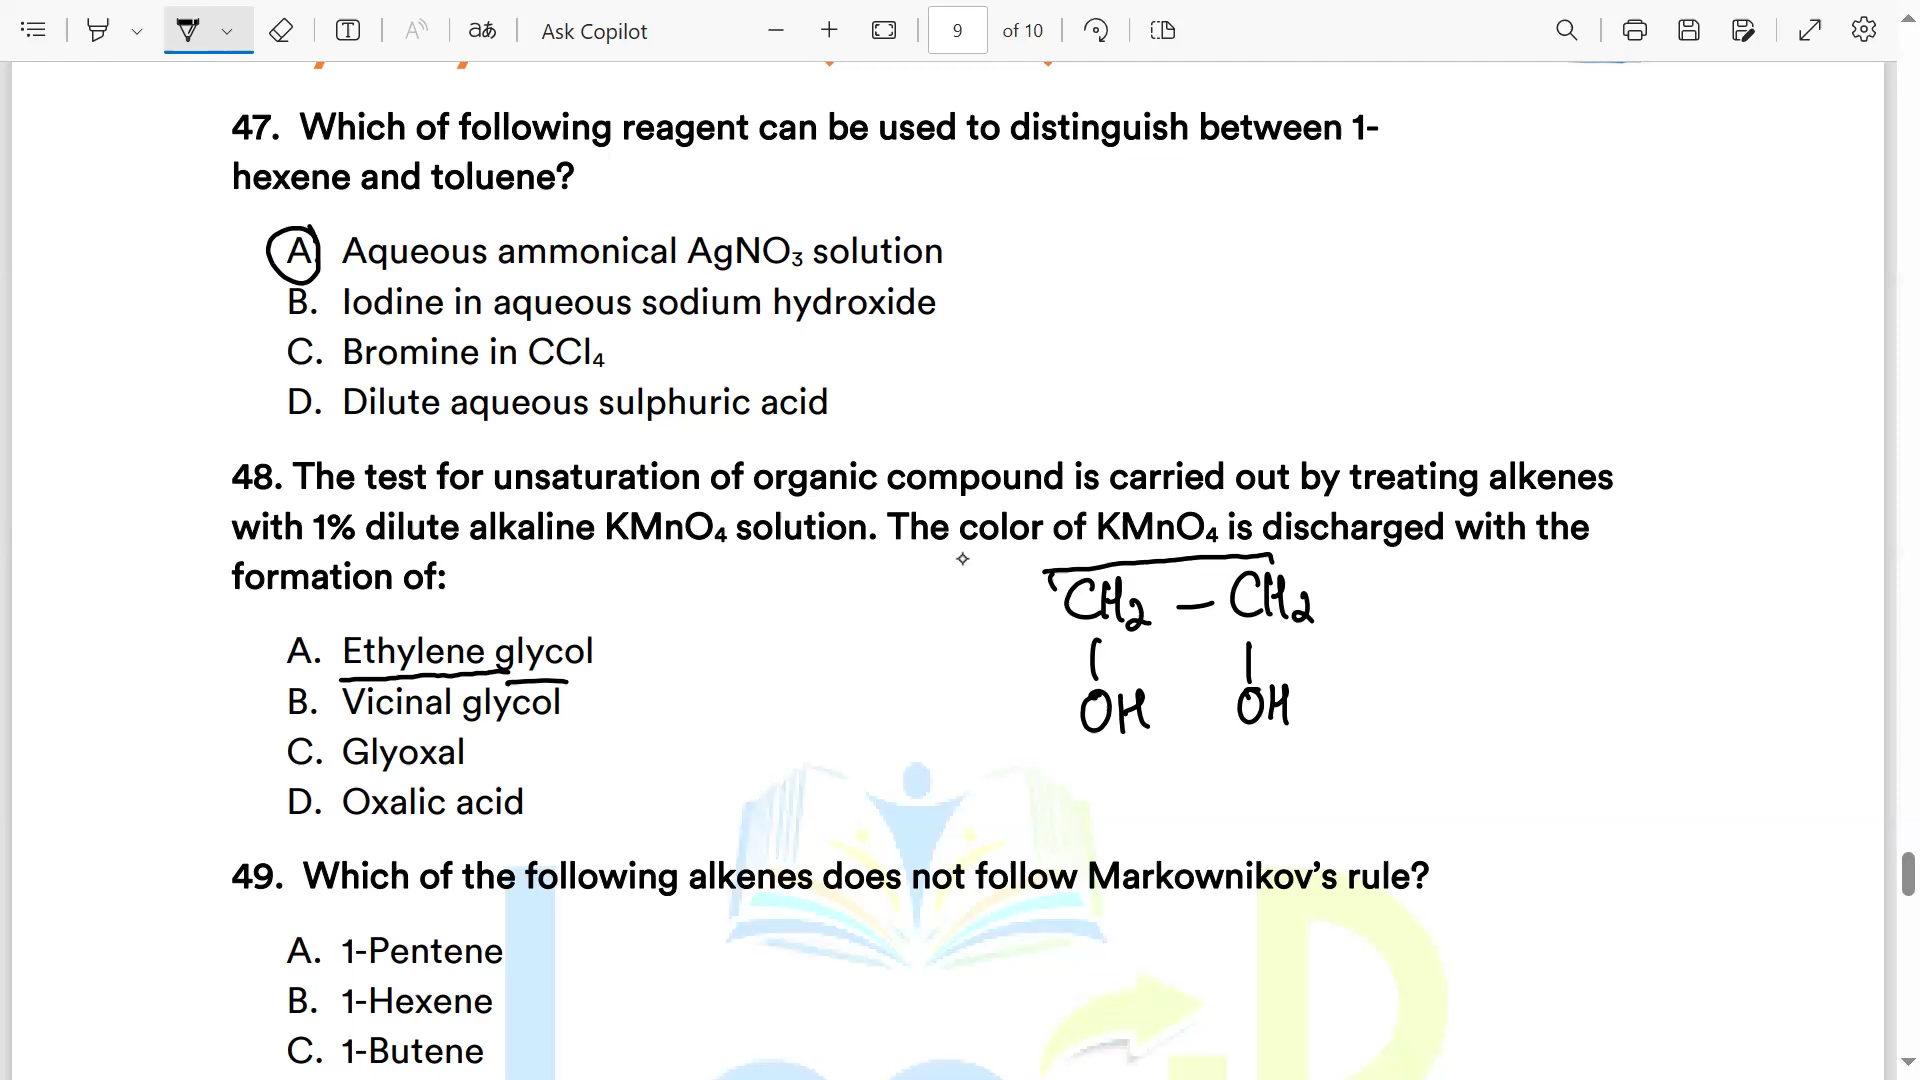 Ask Copilot
9 of 10
47. Which of following reagent can be used to distinguish between 1-
hexene and toluene?
A. Aqueous ammonical AgNO₃ solution
B. Iodine in aqueous sodium hydroxide
C. Bromine in CCl₄
D. Dilute aqueous sulphuric acid
48. The test for unsaturation of organic compound is carried out by treating alkenes
with 1% dilute alkaline KMnO₄ solution. The color of KMnO₄ is discharged with the
formation of:
CH₂ – CH₂
OH OH
A. Ethylene glycol
B. Vicinal glycol
C. Glyoxal
D. Oxalic acid
49. Which of the following alkenes does not follow Markownikov’s rule?
A. 1-Pentene
B. 1-Hexene
C. 1-Butene